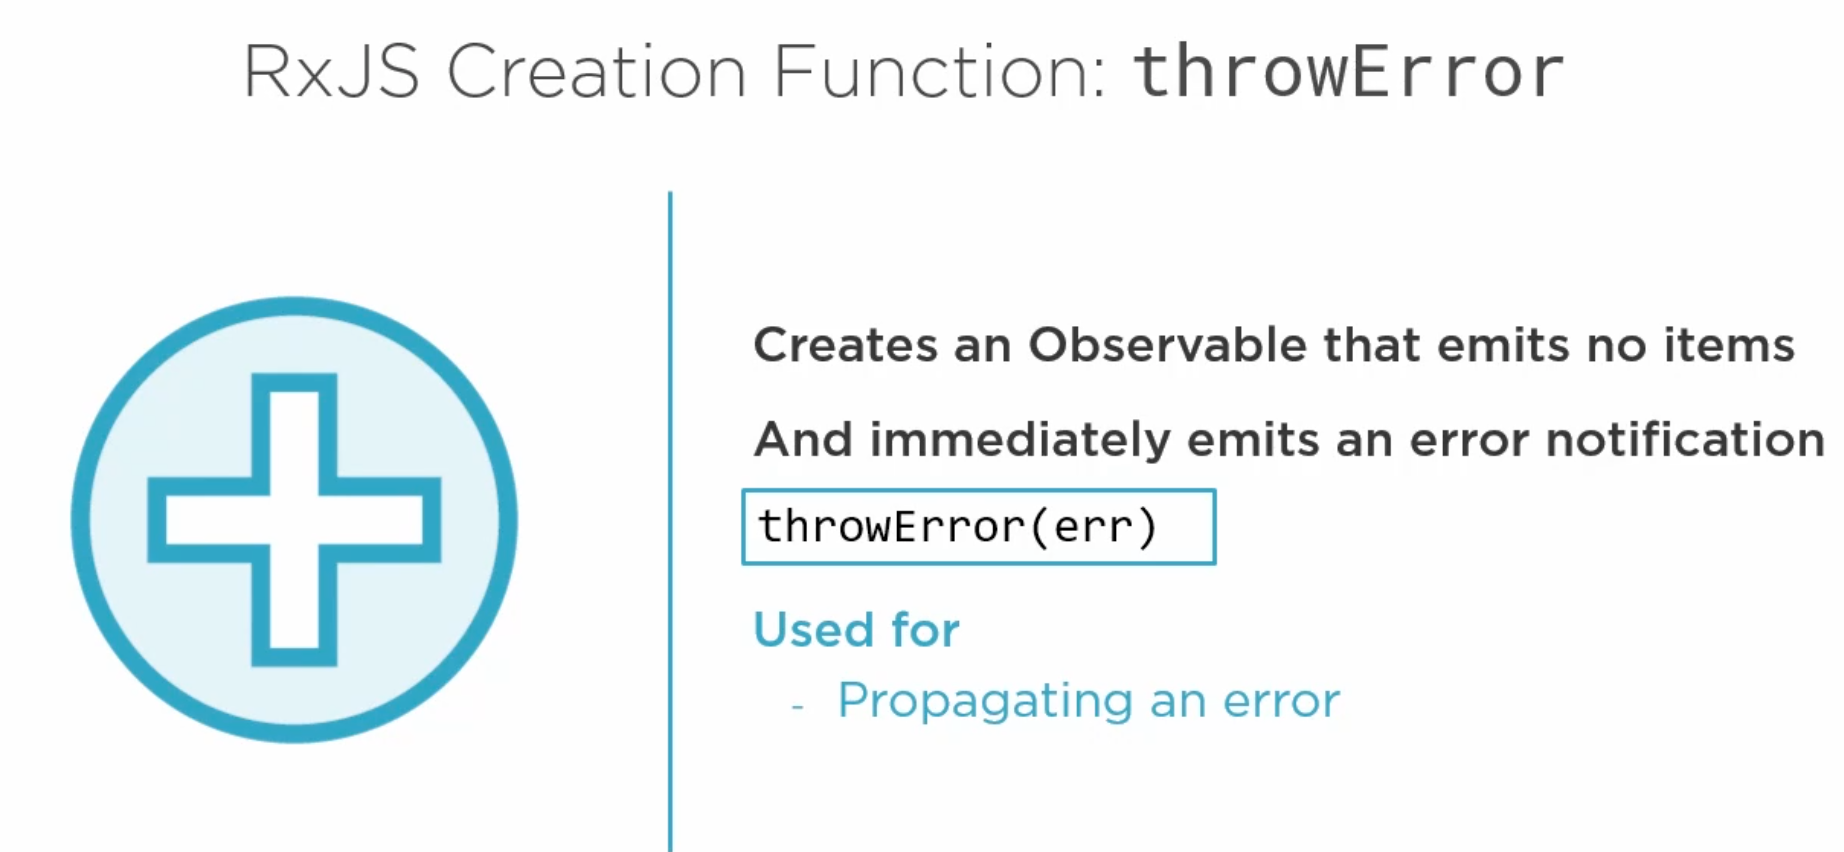 RxJS Creation Function: throwError
Creates an Observable that emits no items
And immediately emits an error notification
throwError(err)
Used for
- Propagating an error